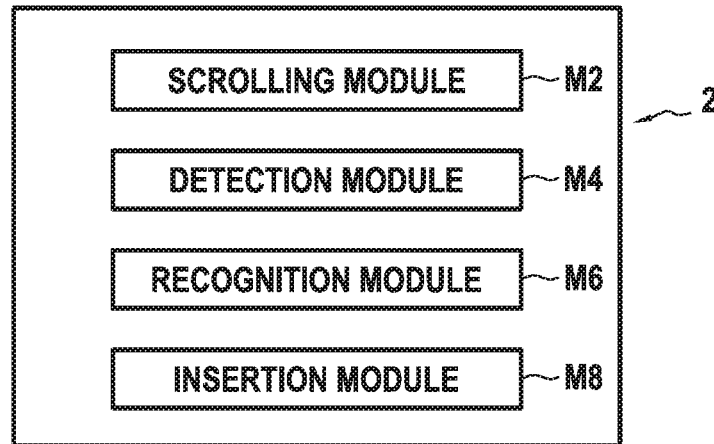 SCROLLING MODULE M2
2
DETECTION MODULE M4
RECOGNITION MODULE M6
INSERTION MODULE M8